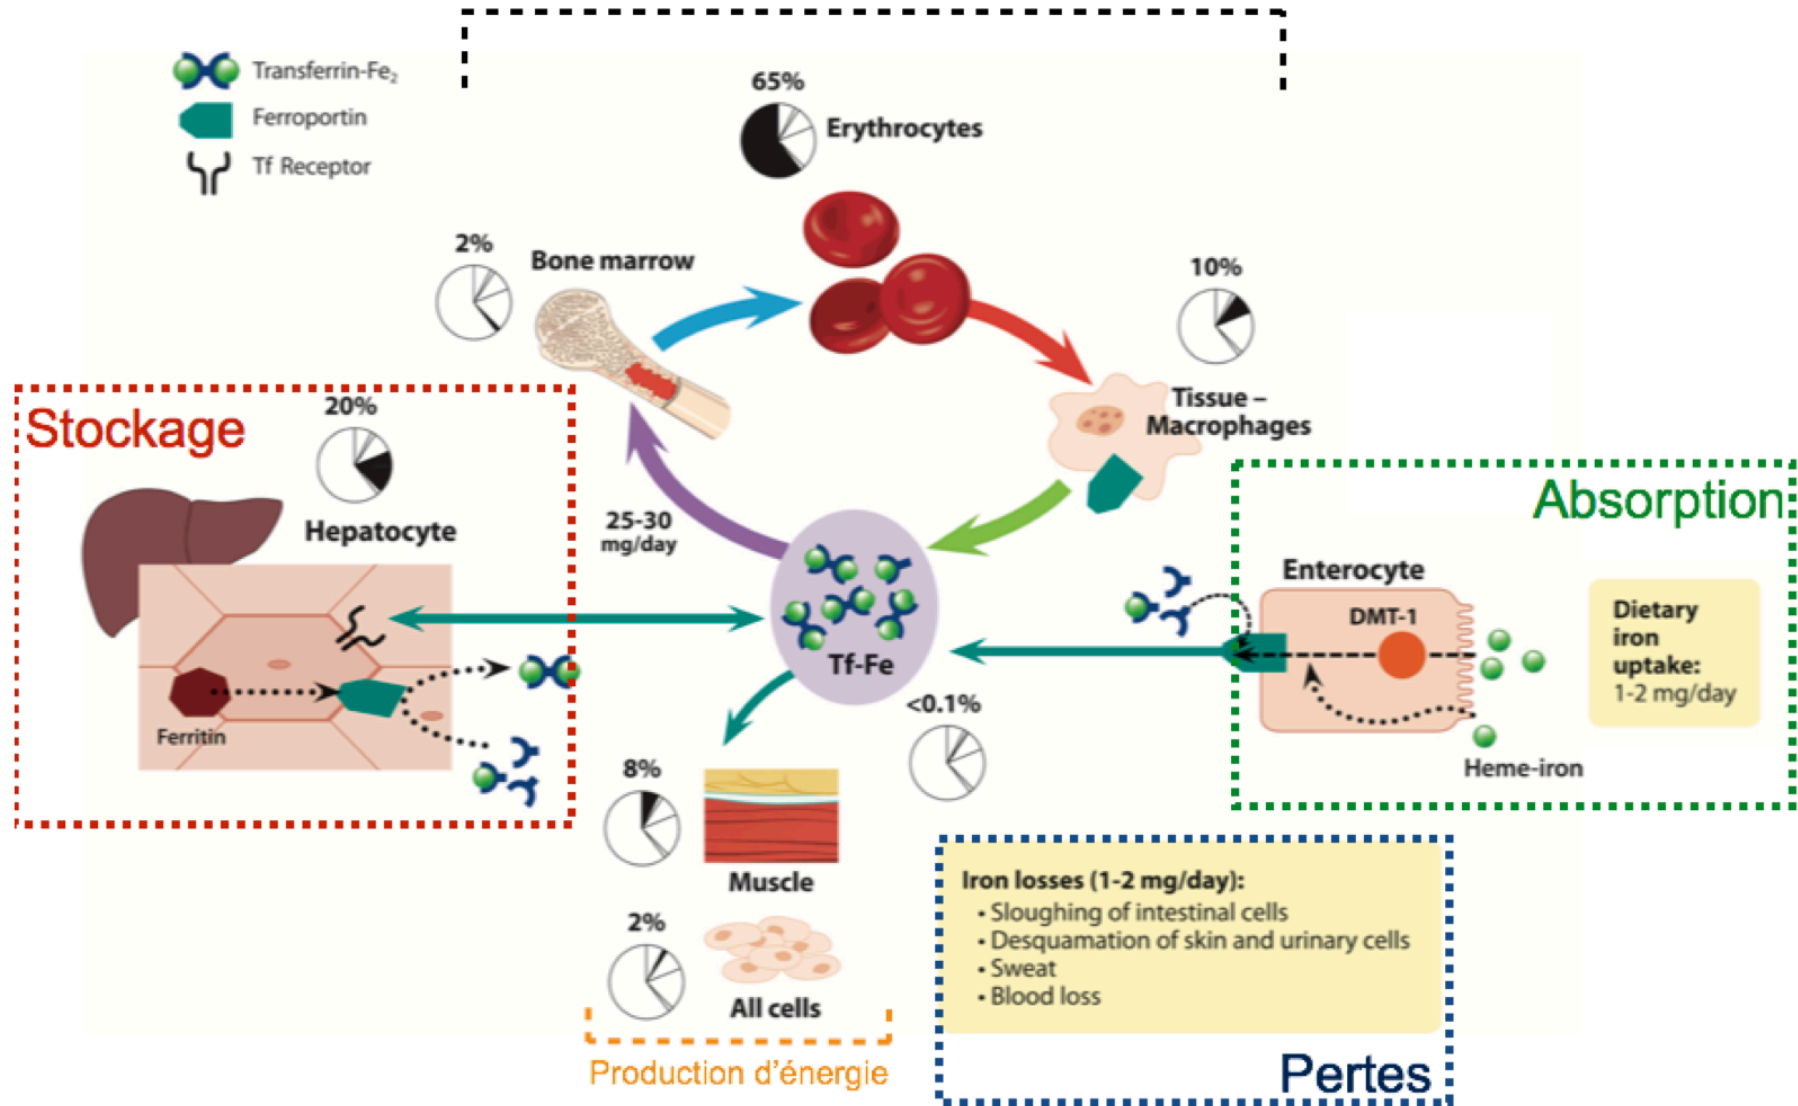 Transferrin-Fe₂
Ferroportin
Tf Receptor
65%
Erythrocytes
2%
Bone marrow
10%
Tissue –
Macrophages
Stockage
20%
Hepatocyte
25-30
mg/day
Ferritin
Tf-Fe
<0.1%
Absorption
Enterocyte
DMT-1
Dietary
iron
uptake:
1-2 mg/day
Heme-iron
8%
Muscle
2%
All cells
Production d'énergie
Iron losses (1-2 mg/day):
• Sloughing of intestinal cells
• Desquamation of skin and urinary cells
• Sweat
• Blood loss
Pertes